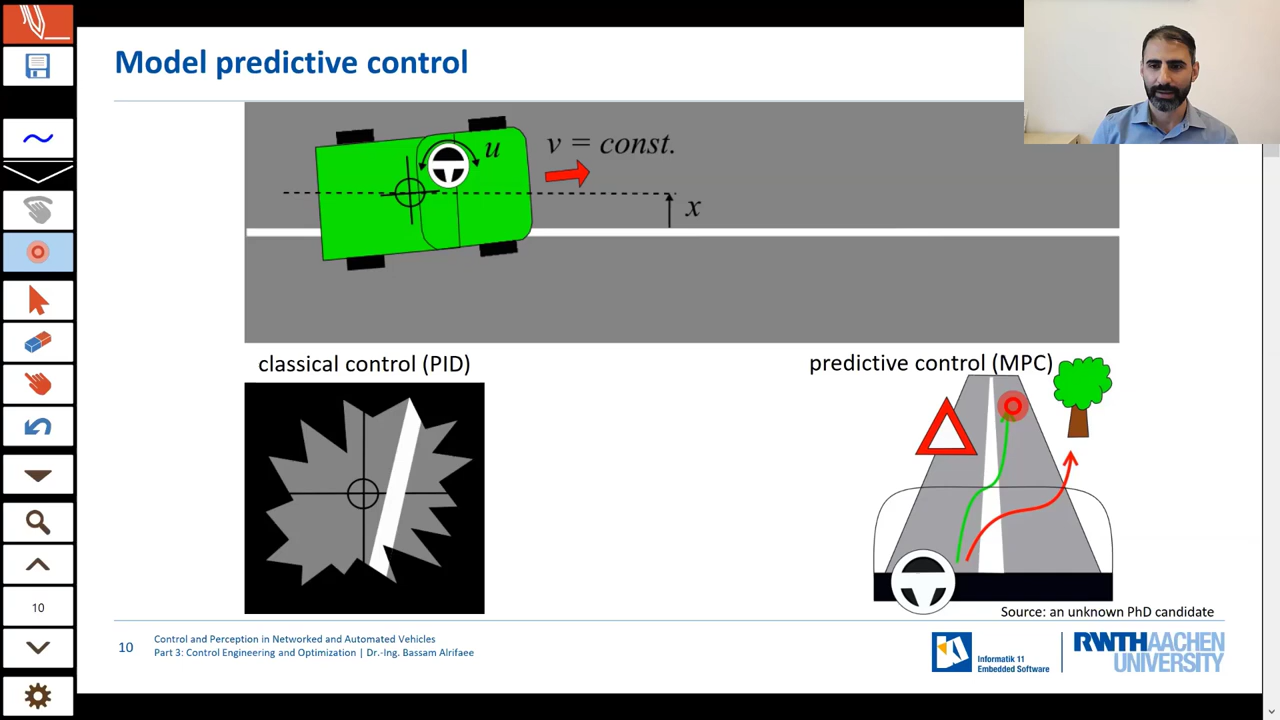 Model predictive control
u
v = const.
x
classical control (PID)
predictive control (MPC)
Source: an unknown PhD candidate
10
10
Control and Perception in Networked and Automated Vehicles
Part 3: Control Engineering and Optimization | Dr.-Ing. Bassam Alrifaee
Informatik 11
Embedded Software
RWTHAACHEN
UNIVERSITY